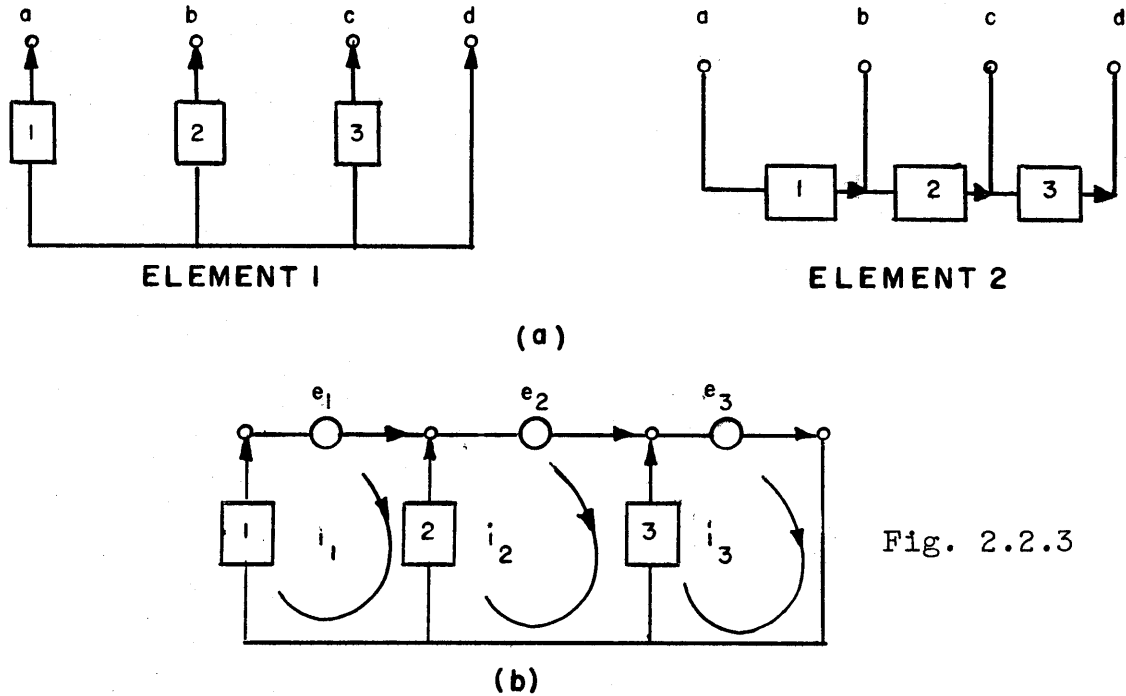 a b c d a b c d
1 2 3 1 2 3
ELEMENT 1 ELEMENT 2
(a)
e1 e2 e3
1 i1 2 i2 3 i3
Fig. 2.2.3
(b)